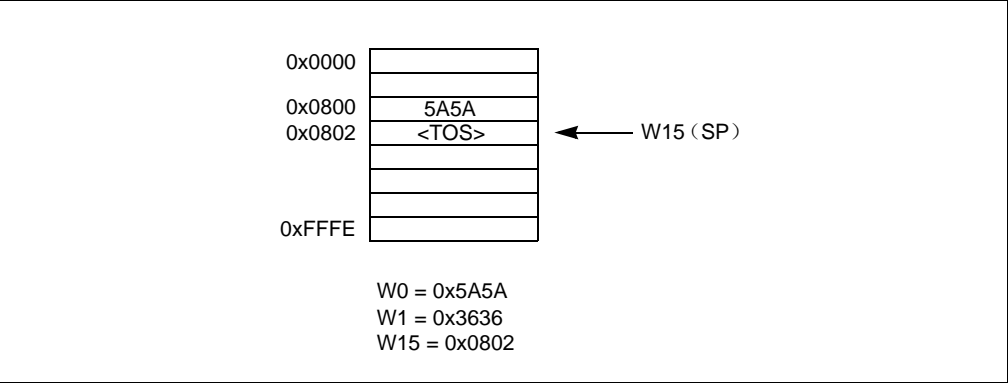 0x0000
0x0800 5A5A
0x0802 <TOS> W15（SP）
0xFFFE
W0 = 0x5A5A
W1 = 0x3636
W15 = 0x0802